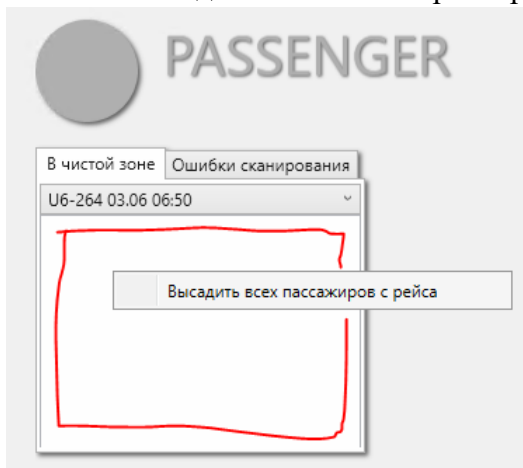 PASSENGER
В чистой зоне Ошибки сканирования
U6-264 03.06 06:50
Высадить всех пассажиров с рейса